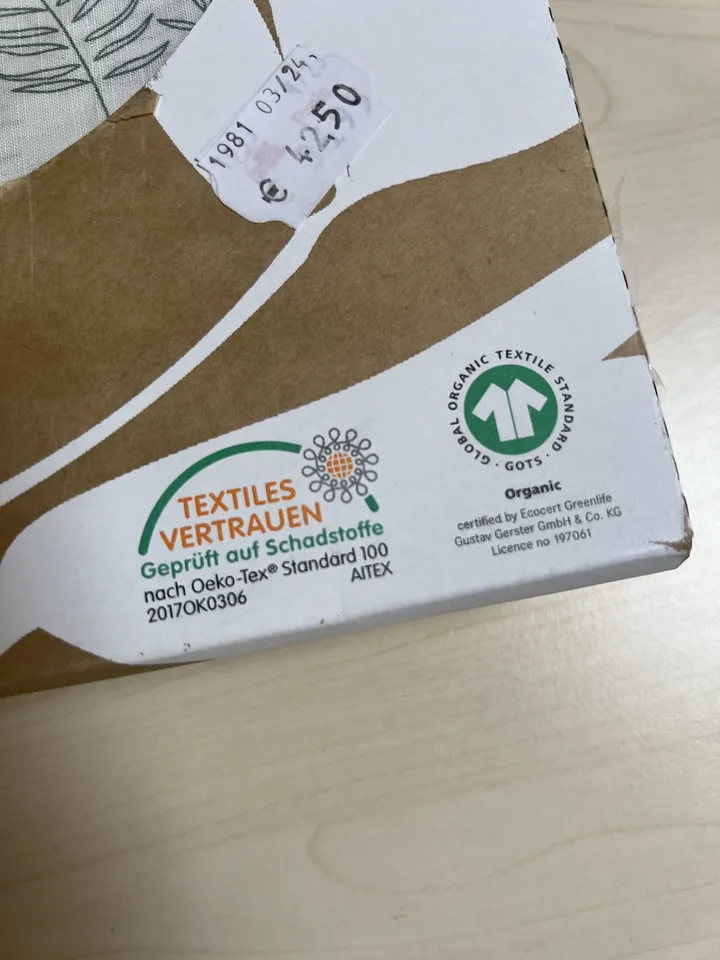 1981 03/24
€ 42,50
TEXTILES
VERTRAUEN
Geprüft auf Schadstoffe
nach Oeko-Tex® Standard 100
2017OK0306 AITEX
GLOBAL ORGANIC TEXTILE STANDARD · GOTS ·
Organic
certified by Ecocert Greenlife
Gustav Gerster GmbH & Co. KG
Licence no 197061